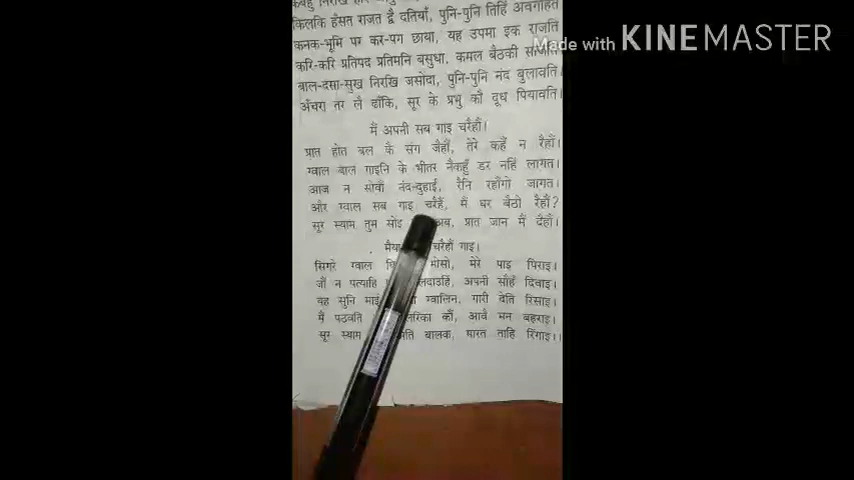 किलकि हँसत राजत द्वै दतियाँ, पुनि-पुनि तिहिं अवगाहत
कनक-भूमि पर कर-पग छाया, यह उपमा इक राजति
करि-करि प्रतिपद प्रतिमनि बसुधा, कमल बैठकी साजति
बाल-दसा-सुख निरखि जसोदा, पुनि-पुनि नंद बुलावति।
अँचरा तर लै ढाँकि, सूर के प्रभु कौ दूध पियावति।
मैं अपनी सब गाइ चरैहौं।
प्रात होत बल कै संग जैहौं, तेरे कहैं न रैहौं।
ग्वाल बाल गाइनि के भीतर नैकहुँ डर नहिं लागत।
आज न सोवौं नंद-दुहाई, रैनि रहौंगो जागत।
और ग्वाल सब गाइ चरैहैं, मैं घर बैठो रैहौं?
सूर स्याम तुम सोइ अब, प्रात जान मैं दैहौं।
मैया चरैहौं गाइ।
सिगरे ग्वाल मोसो, मेरे पाइ पिराइ।
जौं न पत्याहि अपनी सौंह दिवाइ।
यह सुनि माइ ग्वालिन, गारी देति रिसाइ।
मैं पठवति लरिका कौं, आवै मन बहराइ।
सूर स्याम बालक, मारत ताहि रिंगाइ।।
Made with KINEMASTER